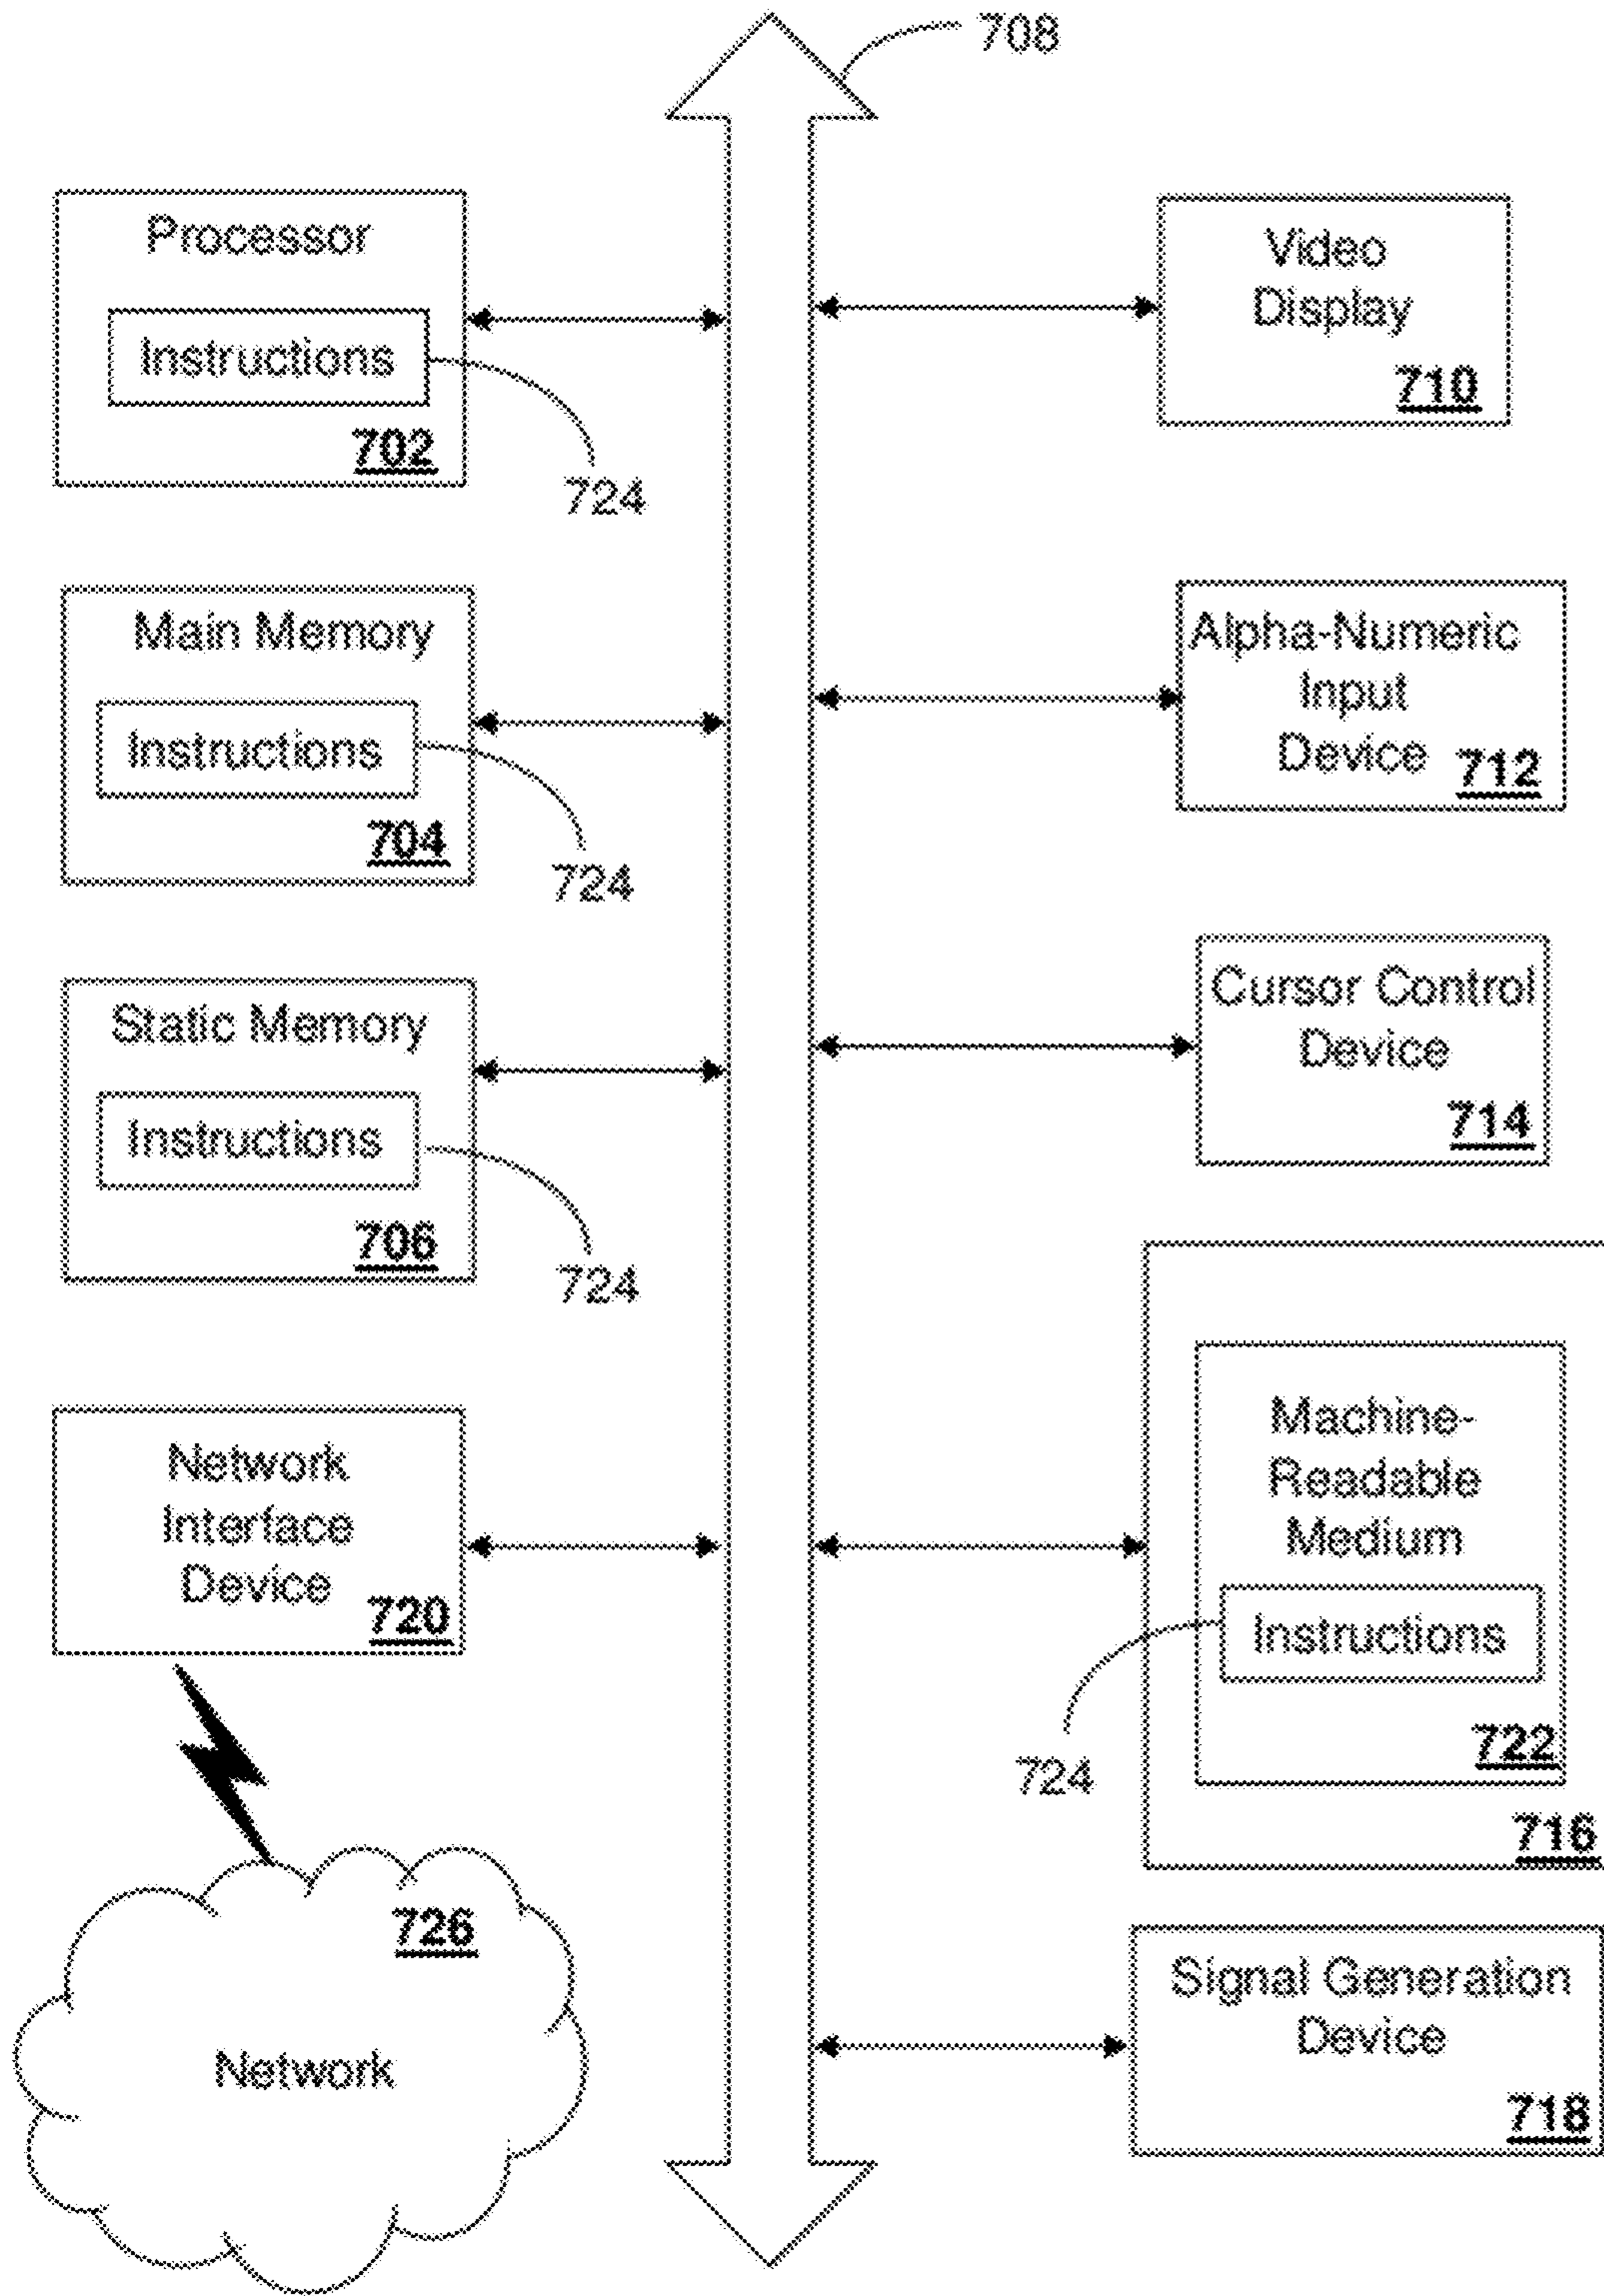 708
Processor
Instructions
702
724
Main Memory
Instructions
704
724
Static Memory
Instructions
706
724
Network
Interface
Device
720
726
Network
Video
Display
710
Alpha-Numeric
Input
Device
712
Cursor Control
Device
714
Machine-
Readable
Medium
Instructions
724
722
716
Signal Generation
Device
718